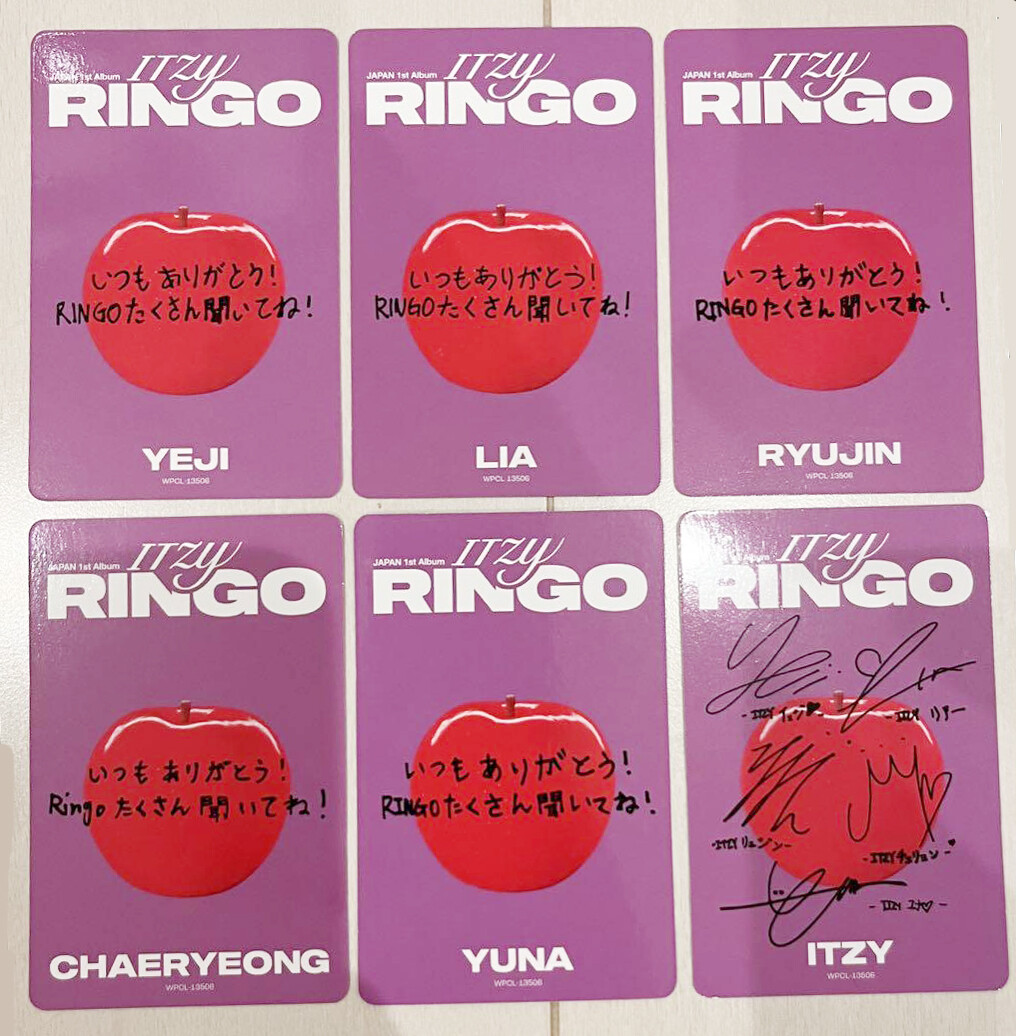 ITZY
JAPAN 1st Album
RINGO
いつもありがとう!
RINGOたくさん聞いてね!
YEJI
WPCL-13506
ITZY
JAPAN 1st Album
RINGO
いつもありがとう!
RINGOたくさん聞いてね!
LIA
WPCL-13506
ITZY
JAPAN 1st Album
RINGO
いつもありがとう!
RINGOたくさん聞いてね!
RYUJIN
WPCL-13506
ITZY
JAPAN 1st Album
RINGO
いつもありがとう!
Ringoたくさん聞いてね!
CHAERYEONG
WPCL-13506
ITZY
JAPAN 1st Album
RINGO
いつもありがとう!
RINGOたくさん聞いてね!
YUNA
WPCL-13506
ITZY
Album
RINGO
-ITZY イェジ♥-
-ITZY リア-
-ITZY リュジン-
-ITZY チェリョン-♥
-ITZY ユナ♡-
ITZY
WPCL-13506